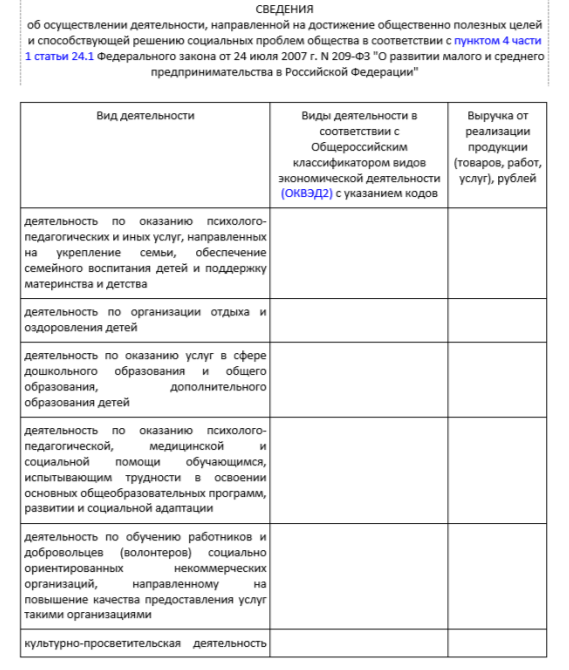 СВЕДЕНИЯ
об осуществлении деятельности, направленной на достижение общественно полезных целей
и способствующей решению социальных проблем общества в соответствии с пунктом 4 части
1 статьи 24.1 Федерального закона от 24 июля 2007 г. N 209-ФЗ "О развитии малого и среднего
предпринимательства в Российской Федерации"
Вид деятельности
Виды деятельности в
соответствии с
Общероссийским
классификатором видов
экономической деятельности
(ОКВЭД2) с указанием кодов
Выручка от
реализации
продукции
(товаров, работ,
услуг), рублей
деятельность по оказанию психолого-
педагогических и иных услуг, направленных
на укрепление семьи, обеспечение
семейного воспитания детей и поддержку
материнства и детства
деятельность по организации отдыха и
оздоровления детей
деятельность по оказанию услуг в сфере
дошкольного образования и общего
образования, дополнительного
образования детей
деятельность по оказанию психолого-
педагогической, медицинской и
социальной помощи обучающимся,
испытывающим трудности в освоении
основных общеобразовательных программ,
развитии и социальной адаптации
деятельность по обучению работников и
добровольцев (волонтеров) социально
ориентированных некоммерческих
организаций, направленному на
повышение качества предоставления услуг
такими организациями
культурно-просветительская деятельность